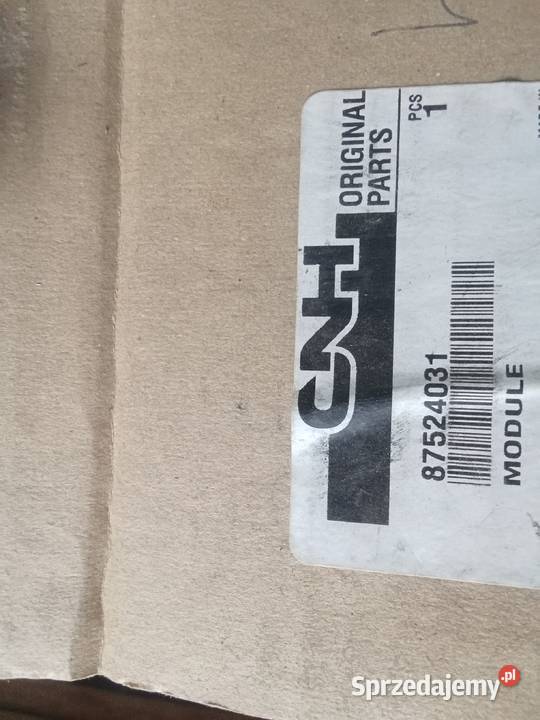 CNH
ORIGINAL
PARTS
PCS
1
87524031
MODULE
Sprzedajemy.pl